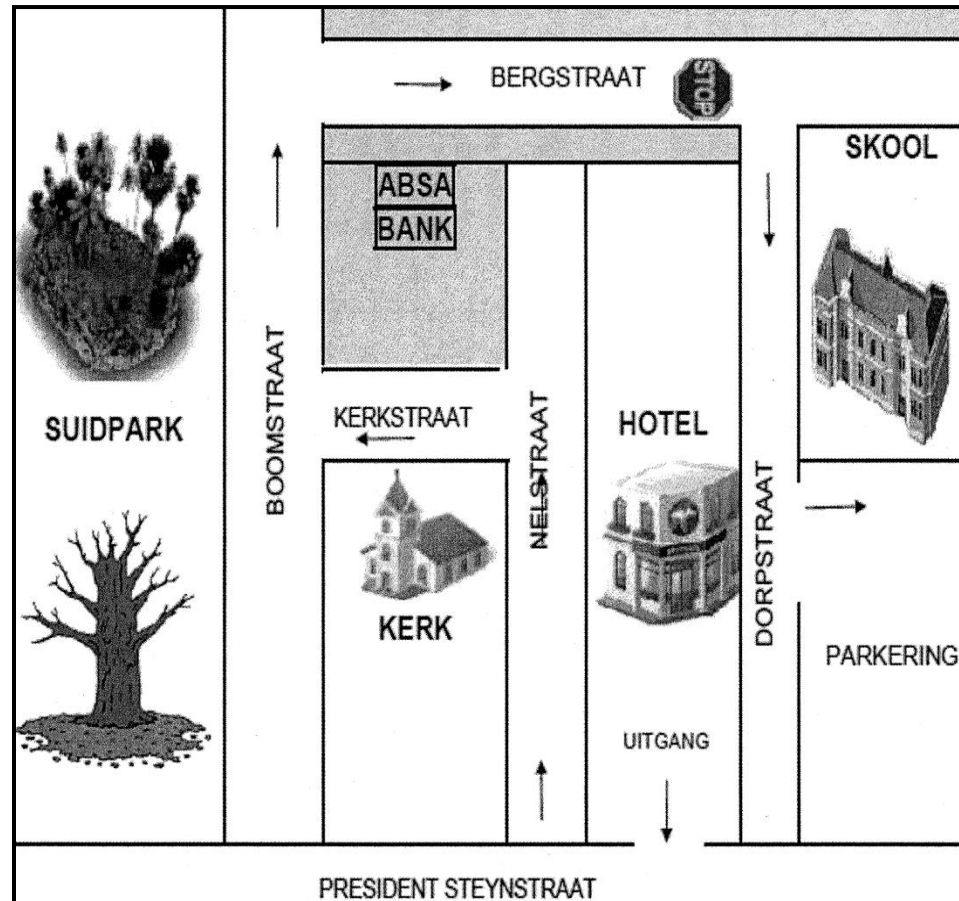 BERGSTRAAT
STOP
SKOOL
ABSA
BANK
BOOMSTRAAT
SUIDPARK
KERKSTRAAT
NELSTRAAT
HOTEL
DORPSTRAAT
KERK
PARKERING
UITGANG
PRESIDENT STEYNSTRAAT